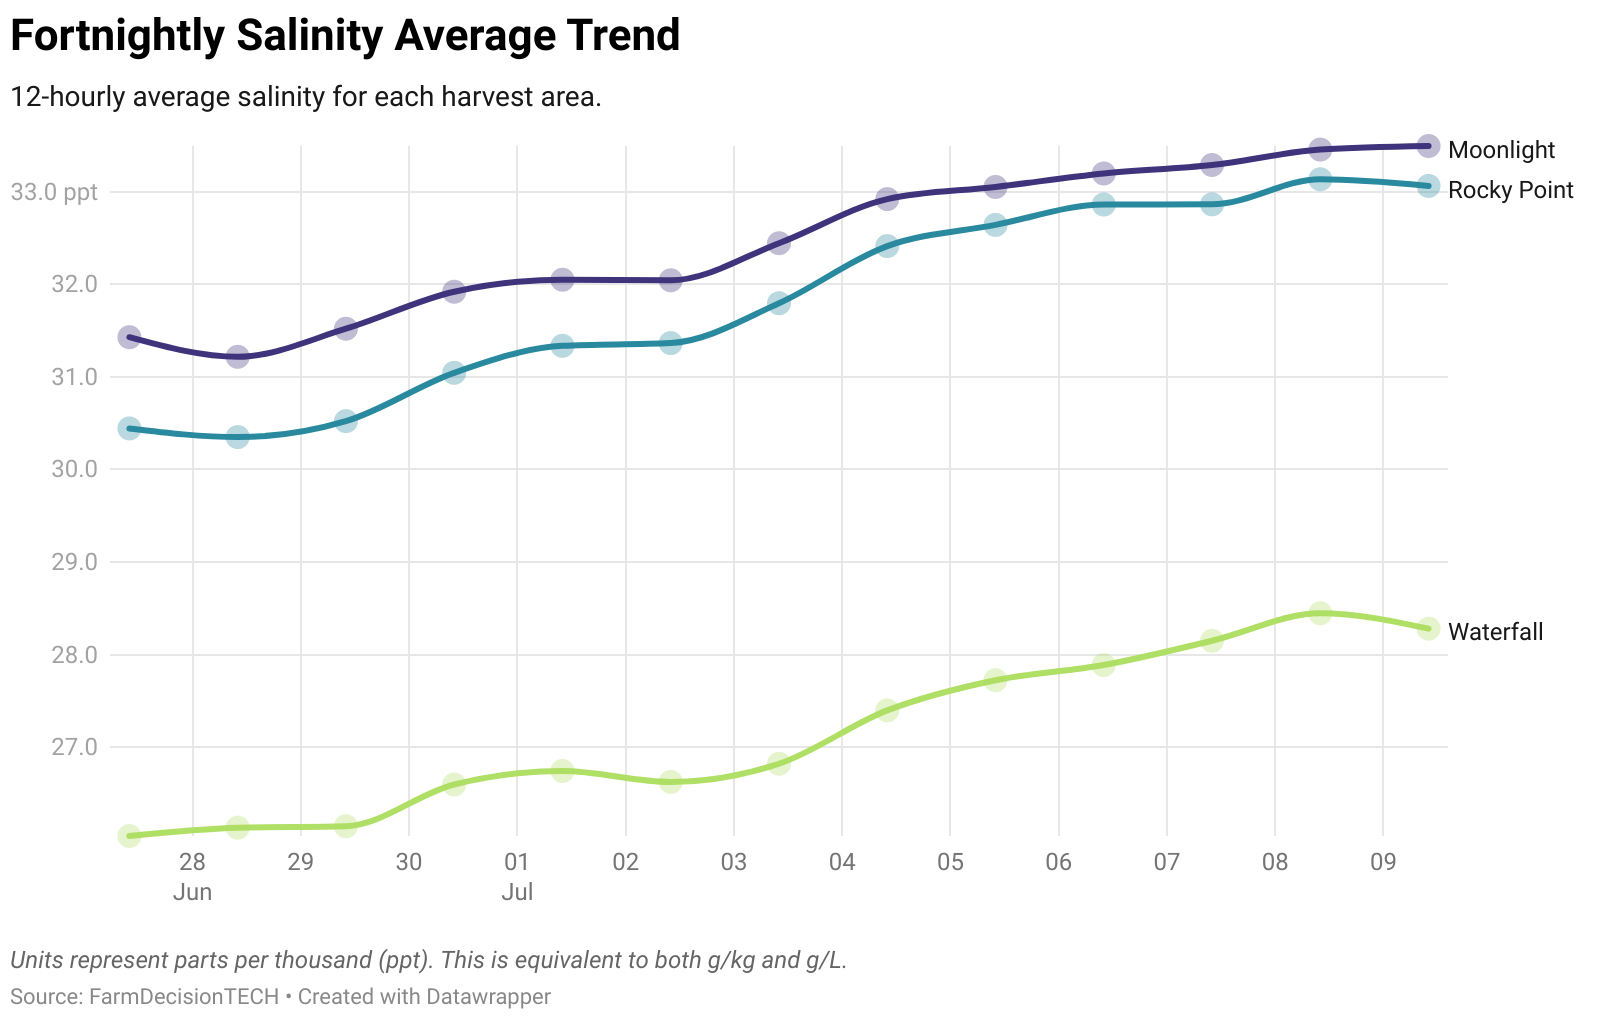 Fortnightly Salinity Average Trend
12-hourly average salinity for each harvest area.
Moonlight
33.0 ppt
Rocky Point
32.0
31.0
30.0
29.0
28.0
Waterfall
27.0
28 29 30 01 02 03 04 05 06 07 08 09
Jun Jul
Units represent parts per thousand (ppt). This is equivalent to both g/kg and g/L.
Source: FarmDecisionTECH • Created with Datawrapper